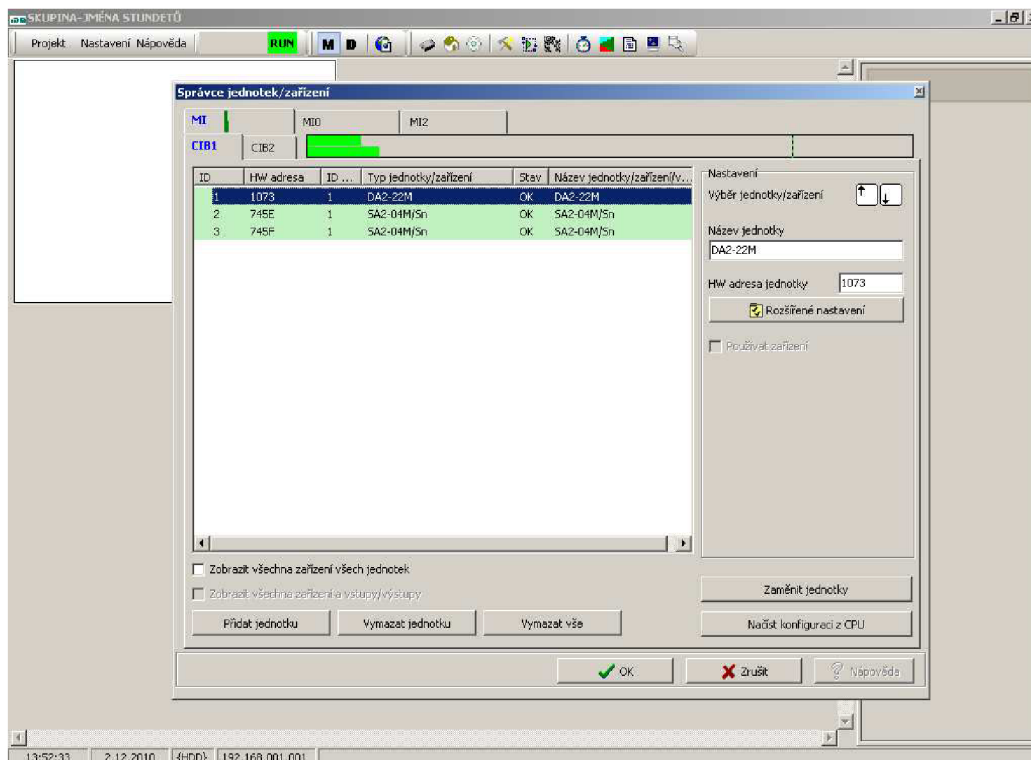 SKUPINA-JMÉNA STUNDETŮ
Projekt Nastavení Nápověda RUN M D
Správce jednotek/zařízení
MI MI0 MI2
CIB1 CIB2
ID HW adresa ID ... Typ jednotky/zařízení Stav Název jednotky/zařízení/v...
1 1073 1 DA2-22M OK DA2-22M
2 745E 1 SA2-04M/Sn OK SA2-04M/Sn
3 745F 1 SA2-04M/Sn OK SA2-04M/Sn
Nastavení
Výběr jednotky/zařízení
Název jednotky
DA2-22M
HW adresa jednotky 1073
Rozšířené nastavení
Používat zařízení
Zobrazit všechna zařízení všech jednotek
Zobrazit všechna zařízení a vstupy/výstupy
Přidat jednotku Vymazat jednotku Vymazat vše
Zaměnit jednotky
Načíst konfiguraci z CPU
OK Zrušit Nápověda
13:52:33 2.12.2010 {HDD} 192.168.001.001